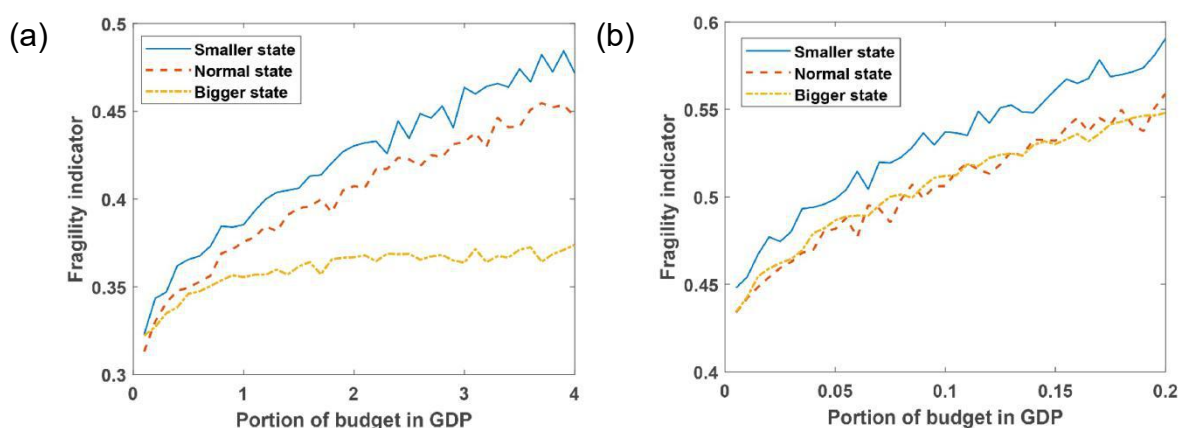 (a)
Fragility indicator
0.5
0.45
0.4
0.35
0.3
Smaller state
Normal state
Bigger state
0
1
2
3
4
Portion of budget in GDP
(b)
Fragility indicator
0.6
0.55
0.5
0.45
0.4
Smaller state
Normal state
Bigger state
0
0.05
0.1
0.15
0.2
Portion of budget in GDP